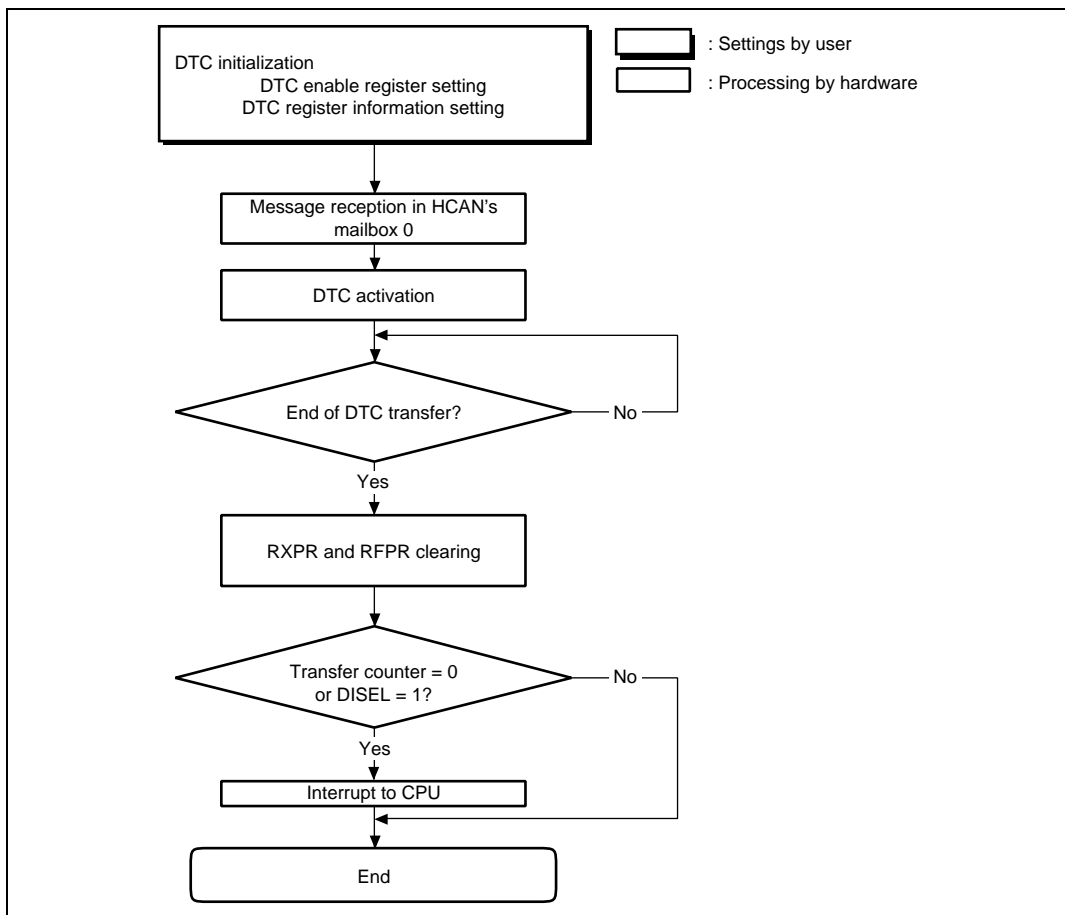 DTC initialization
DTC enable register setting
DTC register information setting
: Settings by user
: Processing by hardware
Message reception in HCAN's
mailbox 0
DTC activation
End of DTC transfer?
No
Yes
RXPR and RFPR clearing
Transfer counter = 0
or DISEL = 1?
No
Yes
Interrupt to CPU
End